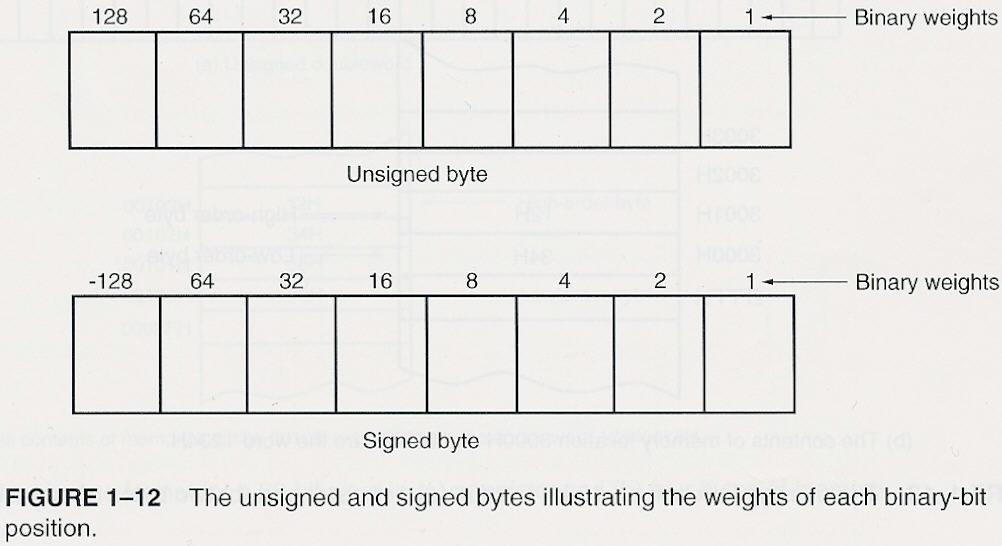 128 64 32 16 8 4 2 1 Binary weights
Unsigned byte
-128 64 32 16 8 4 2 1 Binary weights
Signed byte
FIGURE 1–12 The unsigned and signed bytes illustrating the weights of each binary-bit
position.